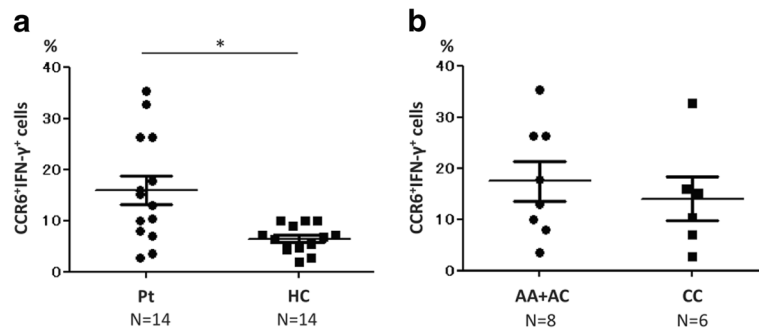 a
%
*
CCR6⁺IFN-γ⁺ cells
40
30
20
10
0
Pt
HC
N=14
N=14
b
%
CCR6⁺IFN-γ⁺ cells
40
30
20
10
0
AA+AC
CC
N=8
N=6